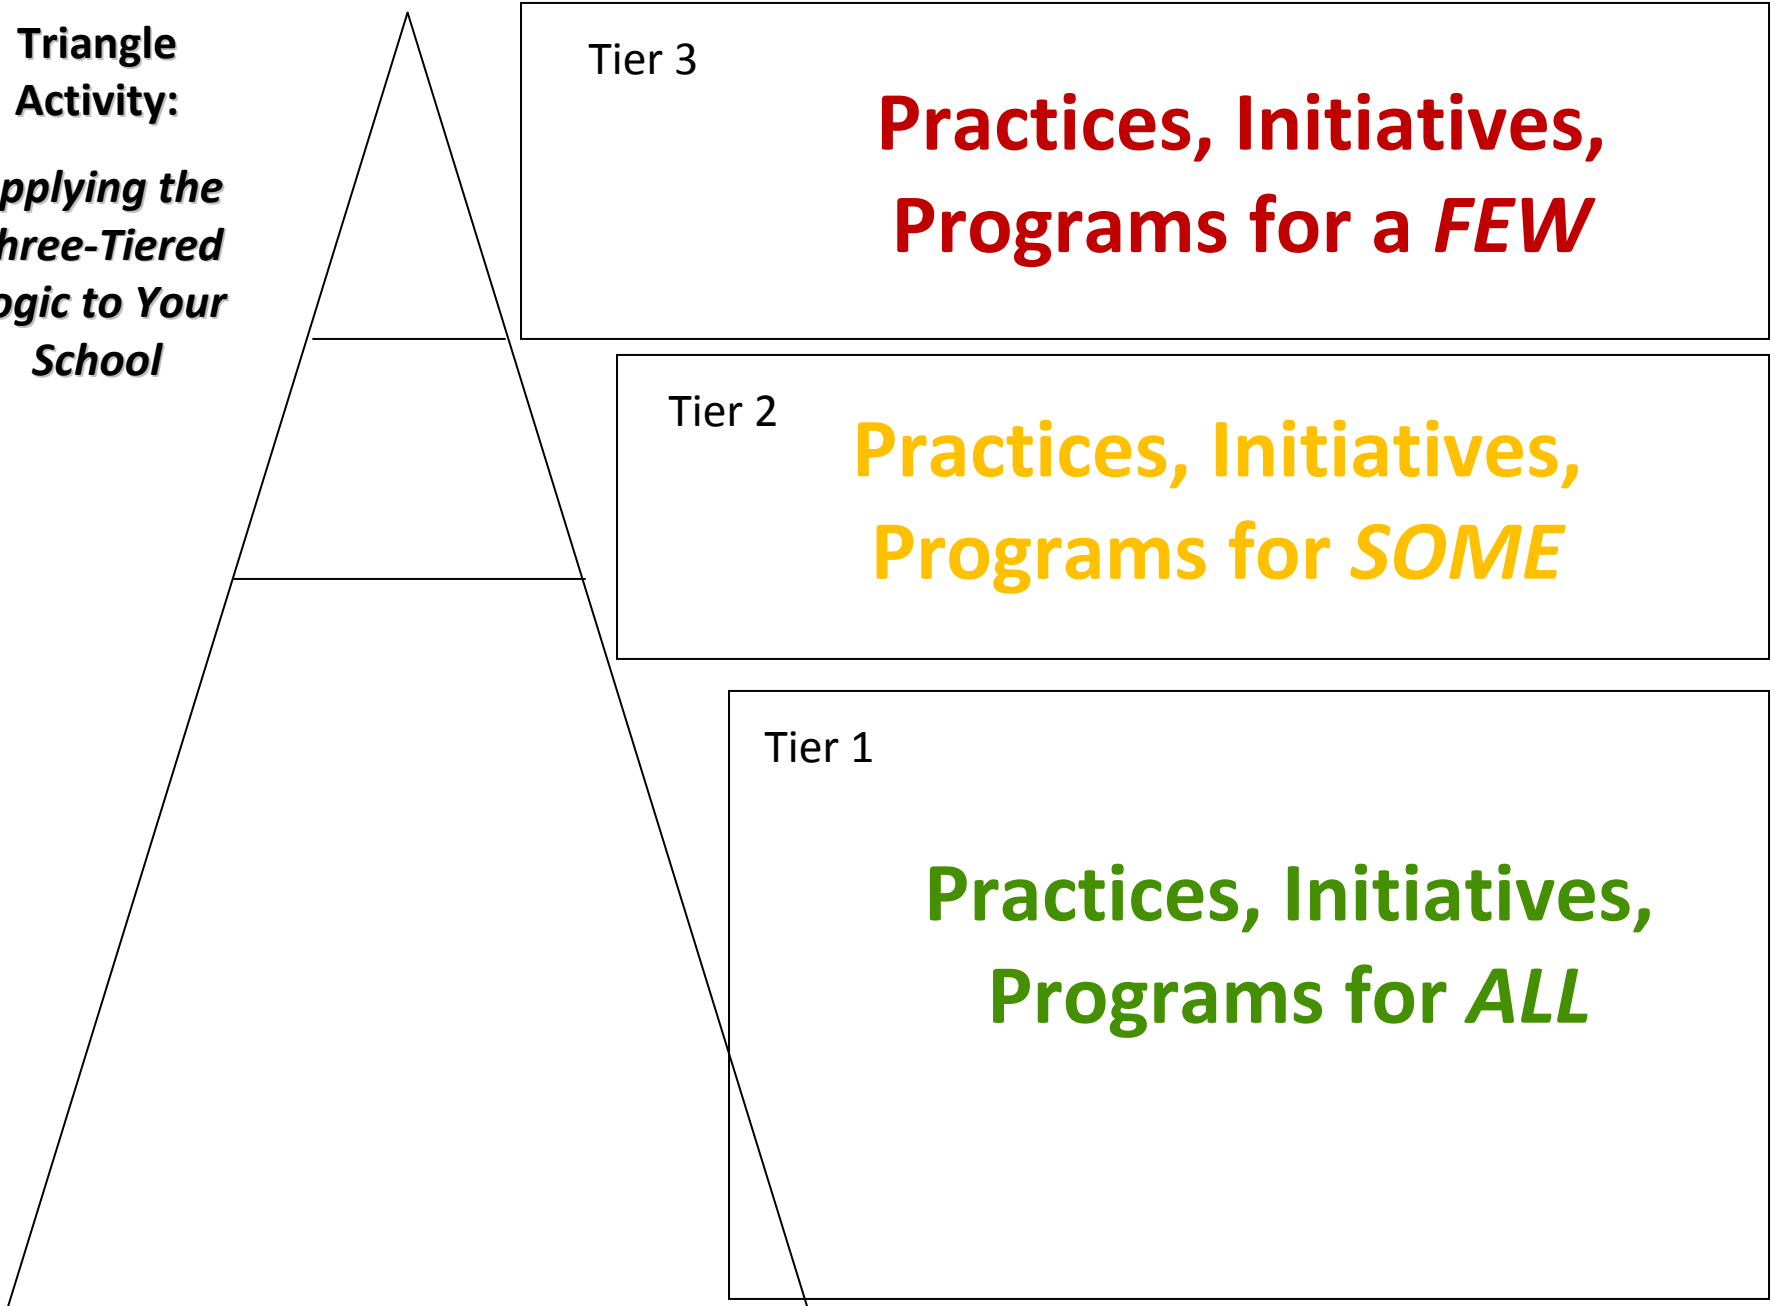 Triangle
Activity:
pplying the
hree-Tiered
ogic to Your
School
Tier 3
Practices, Initiatives,
Programs for a FEW
Tier 2
Practices, Initiatives,
Programs for SOME
Tier 1
Practices, Initiatives,
Programs for ALL